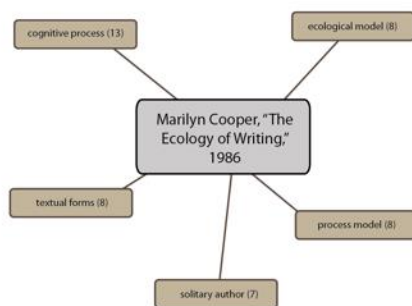 cognitive process (13)
ecological model (8)
Marilyn Cooper, “The
Ecology of Writing,”
1986
textual forms (8)
process model (8)
solitary author (7)